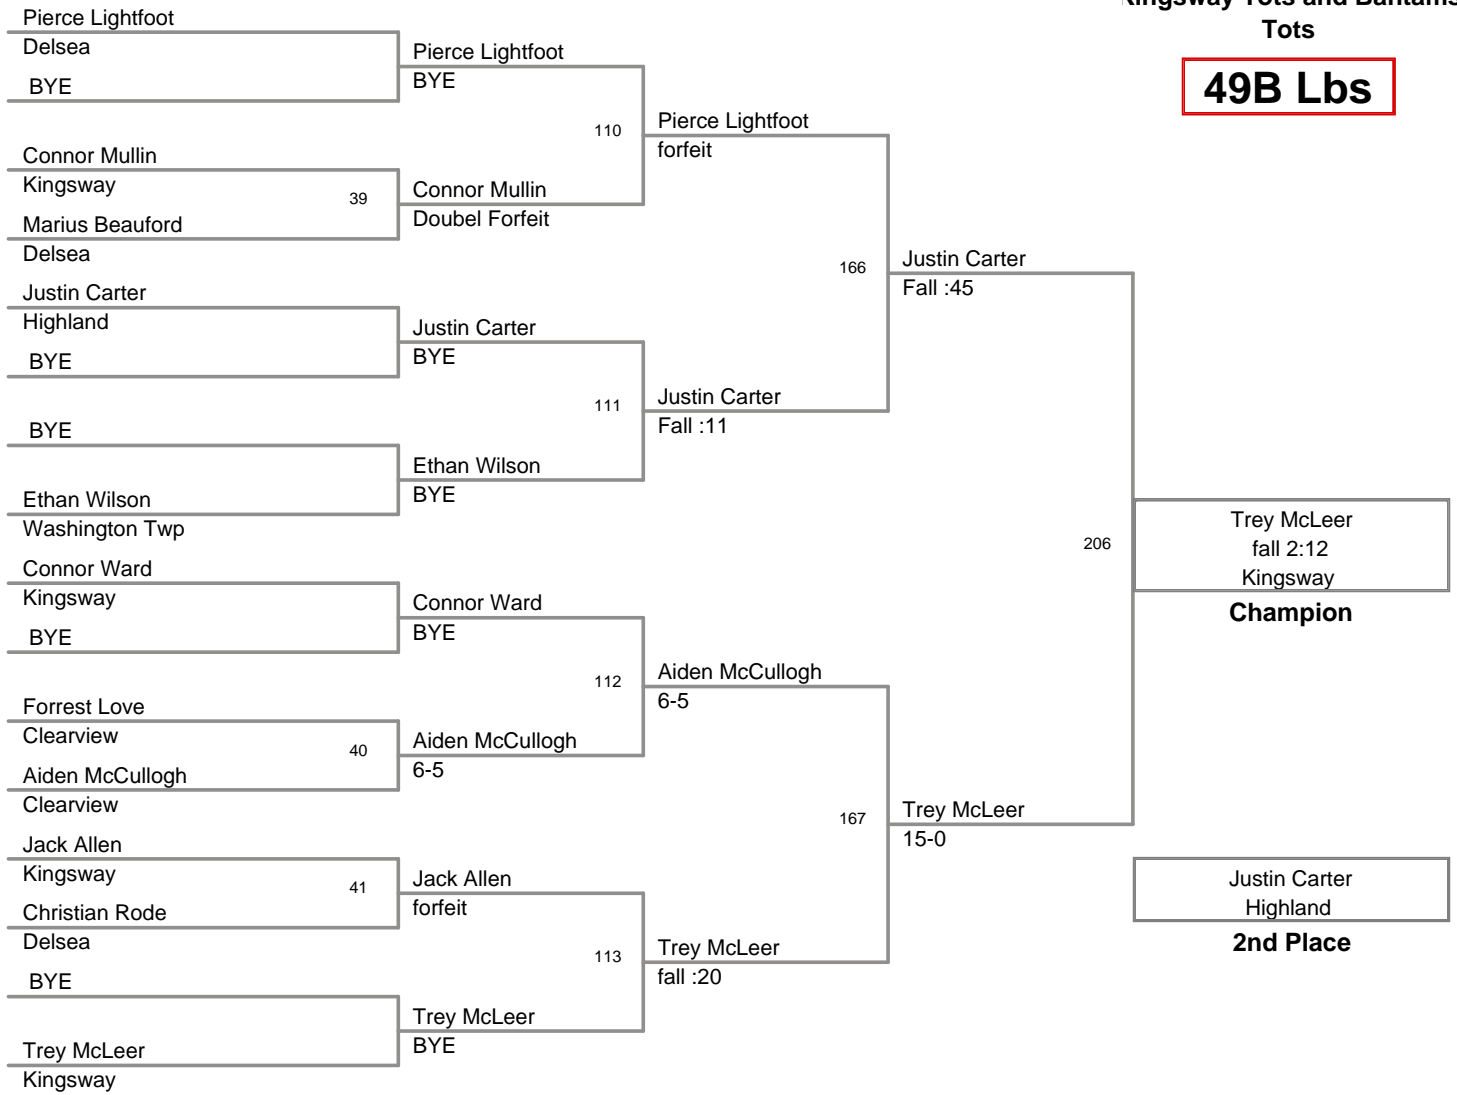 Kingsway Tots and Bantams
Tots
49B Lbs
Pierce Lightfoot
Delsea
BYE
Connor Mullin
Kingsway
39
Marius Beauford
Delsea
Justin Carter
Highland
BYE
BYE
Ethan Wilson
Washington Twp
Connor Ward
Kingsway
BYE
Forrest Love
Clearview
40
Aiden McCullogh
Clearview
Jack Allen
Kingsway
41
Christian Rode
Delsea
BYE
Trey McLeer
Kingsway
Pierce Lightfoot
BYE
110
Connor Mullin
Doubel Forfeit
Justin Carter
BYE
111
Ethan Wilson
BYE
Connor Ward
BYE
112
Aiden McCullogh
6-5
Jack Allen
forfeit
113
Trey McLeer
BYE
Pierce Lightfoot
forfeit
166
Justin Carter
Fall :11
Aiden McCullogh
6-5
167
Trey McLeer
fall :20
Justin Carter
Fall :45
206
Trey McLeer
15-0
Trey McLeer
fall 2:12
Kingsway
Champion
Justin Carter
Highland
2nd Place